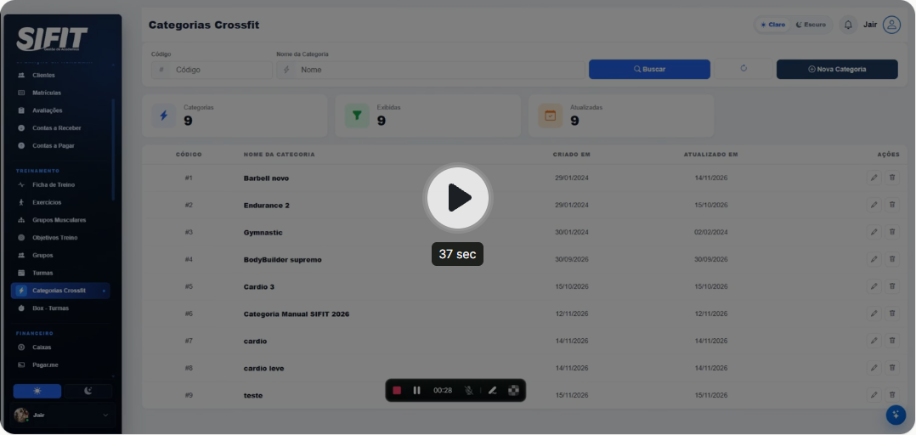 SIFIT
Categorias Crossfit
Claro
Escuro
Jair
Código
Nome da Categoria
# Código
Nome
Buscar
Nova Categoria
Clientes
Matrículas
Avaliações
Contas a Receber
Contas a Pagar
TREINAMENTO
Ficha de Treino
Exercícios
Grupos Musculares
Objetivos Treino
Grupos
Turmas
Categorias Crossfit
Box - Turmas
FINANCEIRO
Caixas
Pagar.me
Jair
Categorias
9
Exibidas
9
Atualizadas
9
CÓDIGO NOME DA CATEGORIA CRIADO EM ATUALIZADO EM AÇÕES
#1 Barbell novo 29/01/2024 14/11/2026
#2 Endurance 2 29/01/2024 15/10/2026
#3 Gymnastic 30/01/2024 02/02/2024
#4 BodyBuilder supremo 30/09/2026 30/09/2026
#5 Cardio 3 15/10/2026 15/10/2026
#6 Categoria Manual SIFIT 2026 12/11/2026 12/11/2026
#7 cardio 14/11/2026 14/11/2026
#8 cardio levo 14/11/2026 14/11/2026
#9 teste 15/11/2026 15/11/2026
37 sec
00:28